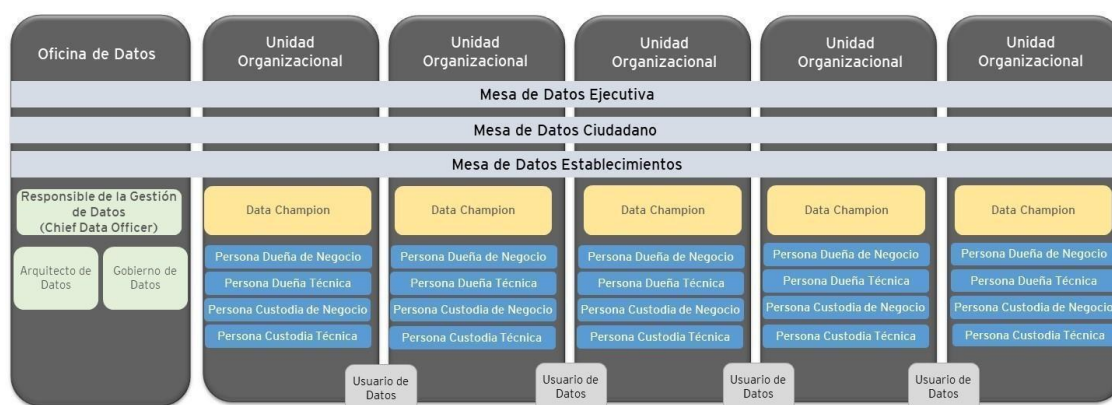 Oficina de Datos
Unidad
Organizacional
Unidad
Organizacional
Unidad
Organizacional
Unidad
Organizacional
Unidad
Organizacional
Mesa de Datos Ejecutiva
Mesa de Datos Ciudadano
Mesa de Datos Establecimientos
Responsible de la Gestión
de Datos
(Chief Data Officer)
Arquitecto de
Datos
Gobierno de
Datos
Data Champion
Persona Dueña de Negocio
Persona Dueña Técnica
Persona Custodia de Negocio
Persona Custodia Técnica
Data Champion
Persona Dueña de Negocio
Persona Dueña Técnica
Persona Custodia de Negocio
Persona Custodia Técnica
Data Champion
Persona Dueña de Negocio
Persona Dueña Técnica
Persona Custodia de Negocio
Persona Custodia Técnica
Data Champion
Persona Dueña de Negocio
Persona Dueña Técnica
Persona Custodia de Negocio
Persona Custodia Técnica
Data Champion
Persona Dueña de Negocio
Persona Dueña Técnica
Persona Custodia de Negocio
Persona Custodia Técnica
Usuario de
Datos
Usuario de
Datos
Usuario de
Datos
Usuario de
Datos